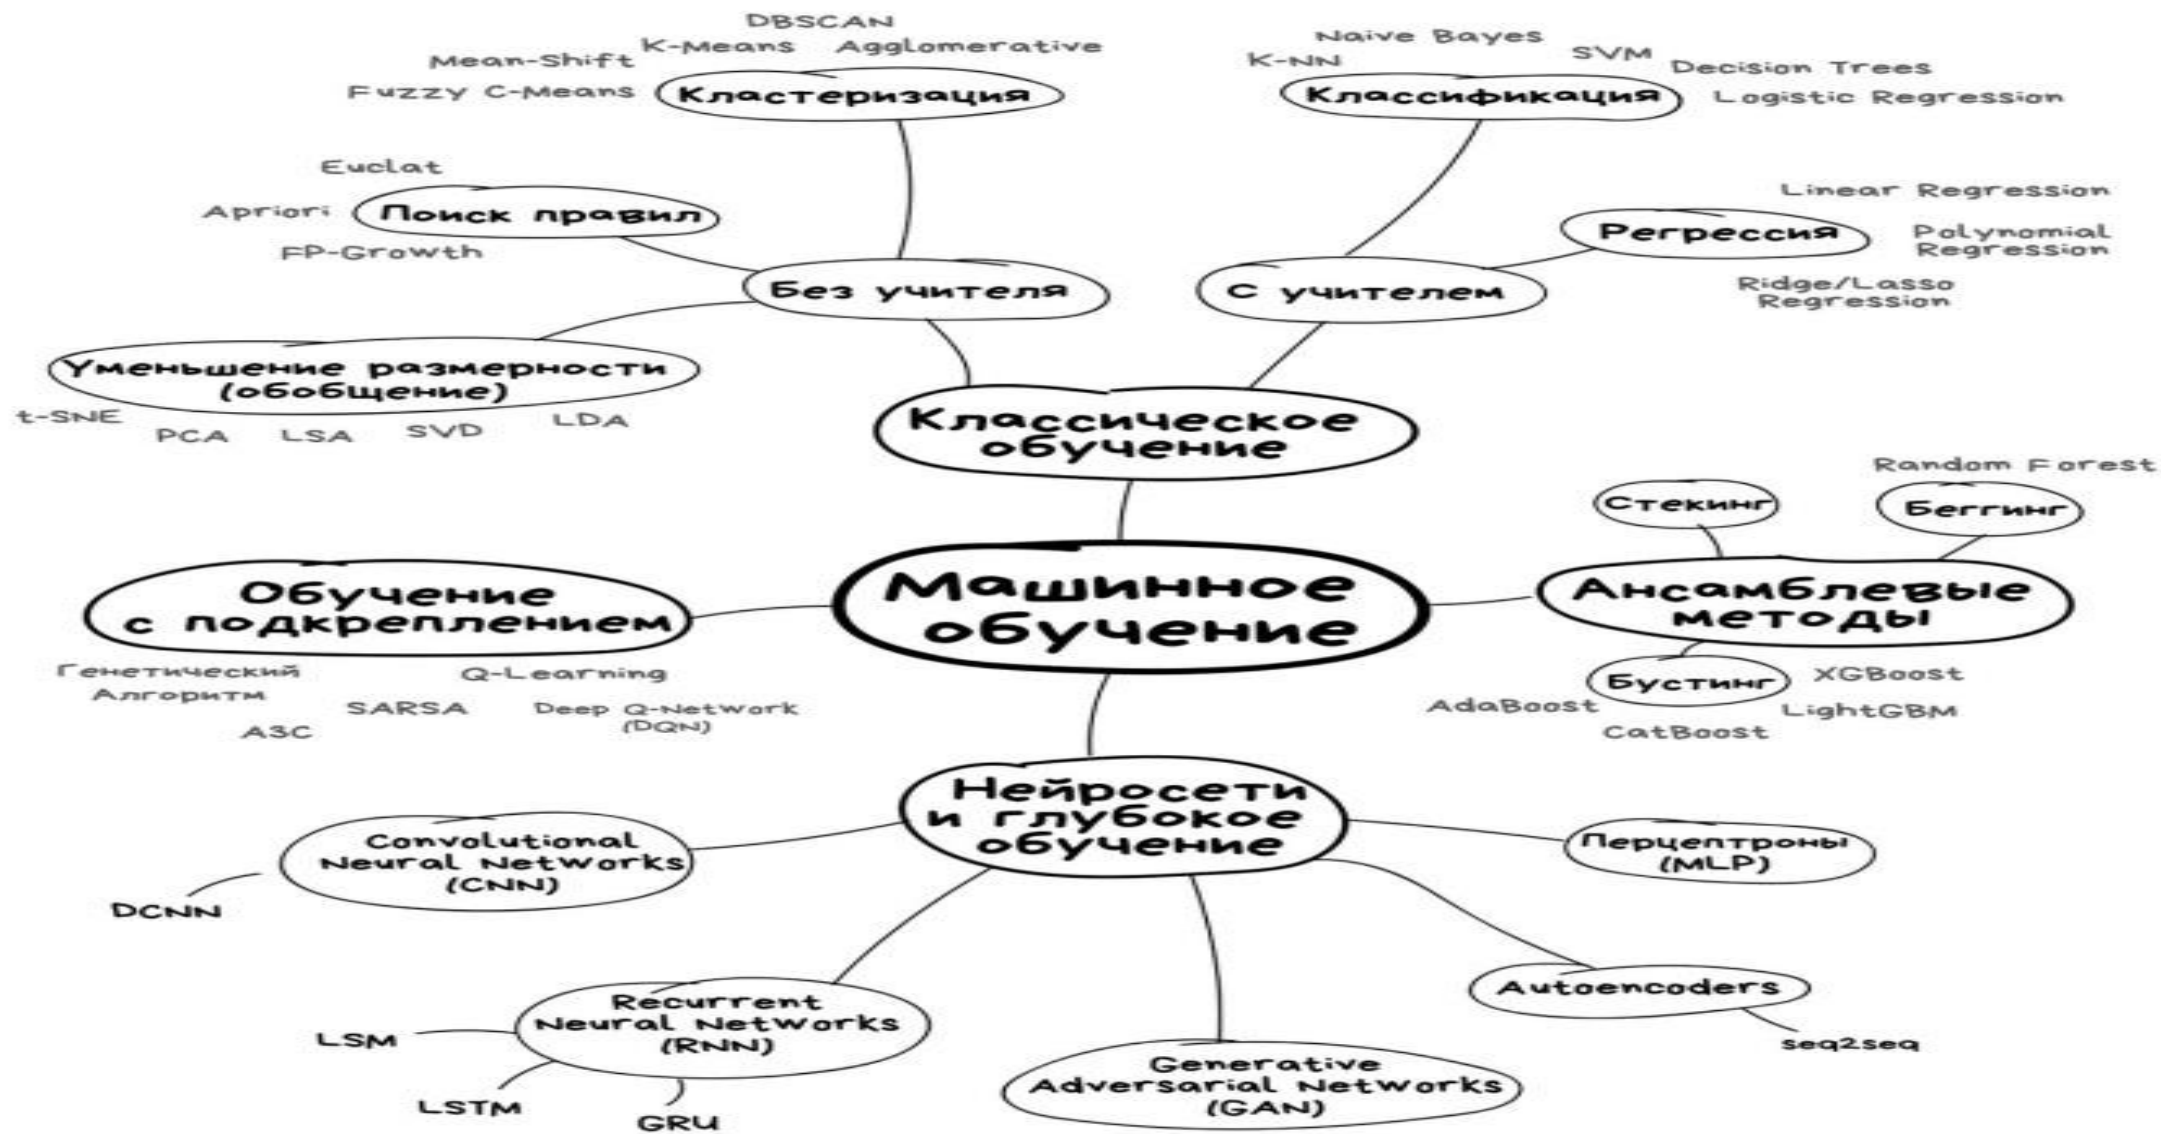 DBSCAN
Mean-Shift
K-Means
Agglomerative
Fuzzy C-Means
Кластеризация
Naive Bayes
K-NN
SVM
Decision Trees
Классификация
Logistic Regression
Euclat
Apriori
Поиск правил
FP-Growth
Linear Regression
Регрессия
Polynomial
Regression
Ridge/Lasso
Regression
Без учителя
С учителем
Уменьшение размерности
(обобщение)
t-SNE
PCA
LSA
SVD
LDA
Классическое
обучение
Random Forest
Стекинг
Беггинг
Машинное
обучение
Обучение
с подкреплением
Генетический
Алгоритм
A3C
SARSA
Q-Learning
Deep Q-Network
(DQN)
Ансамблевые
методы
Бустинг
XGBoost
AdaBoost
LightGBM
CatBoost
Нейросети
и глубокое
обучение
Convolutional
Neural Networks
(CNN)
DCNN
Перцептроны
(MLP)
Recurrent
Neural Networks
(RNN)
LSM
LSTM
GRU
Generative
Adversarial Networks
(GAN)
Autoencoders
seq2seq